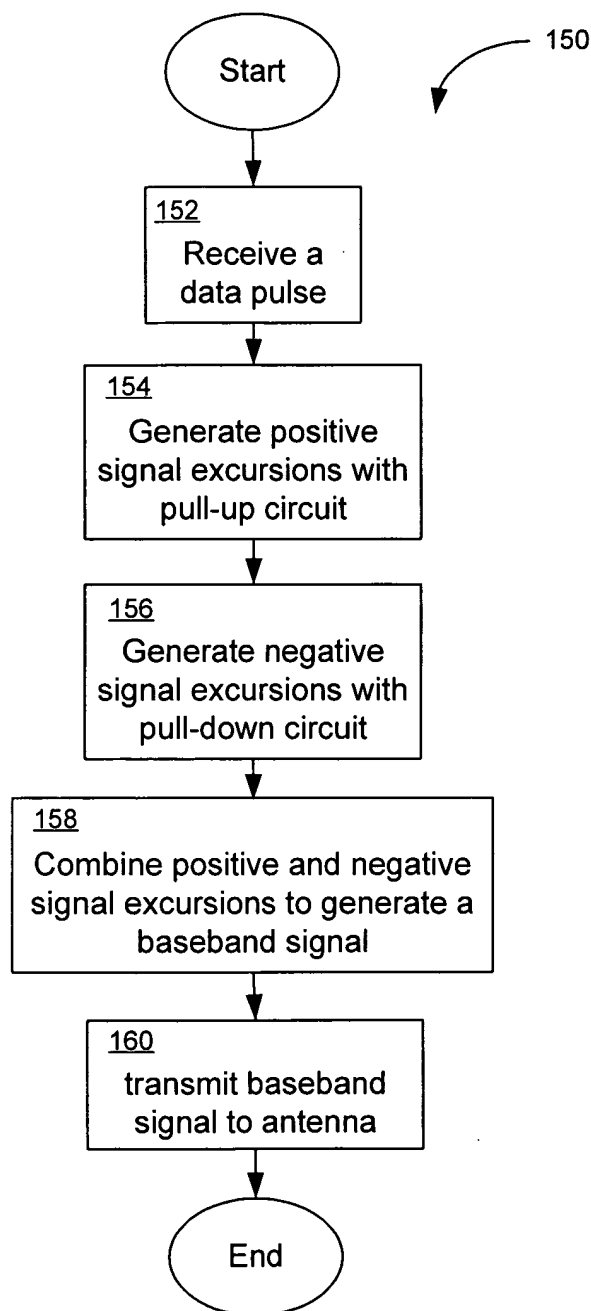 Start
150
152
Receive a
data pulse
154
Generate positive
signal excursions with
pull-up circuit
156
Generate negative
signal excursions with
pull-down circuit
158
Combine positive and negative
signal excursions to generate a
baseband signal
160
transmit baseband
signal to antenna
End